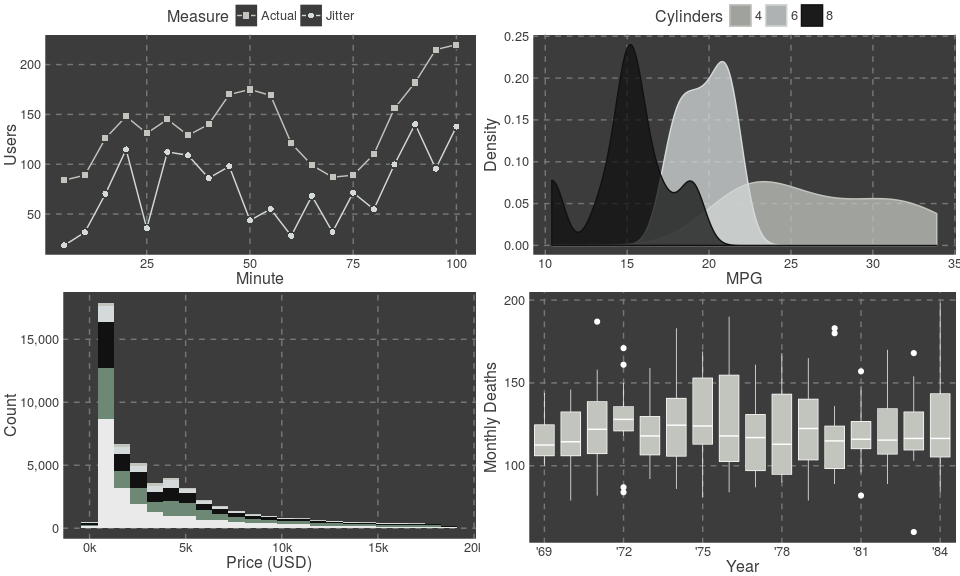 Measure Actual Jitter
200
150
100
50
Users
25 50 75 100
Minute
Cylinders 4 6 8
0.25
0.20
0.15
0.10
0.05
0.00
Density
10 15 20 25 30 35
MPG
15,000
10,000
5,000
0
Count
0k 5k 10k 15k 20k
Price (USD)
200
150
100
Monthly Deaths
'69 '72 '75 '78 '81 '84
Year